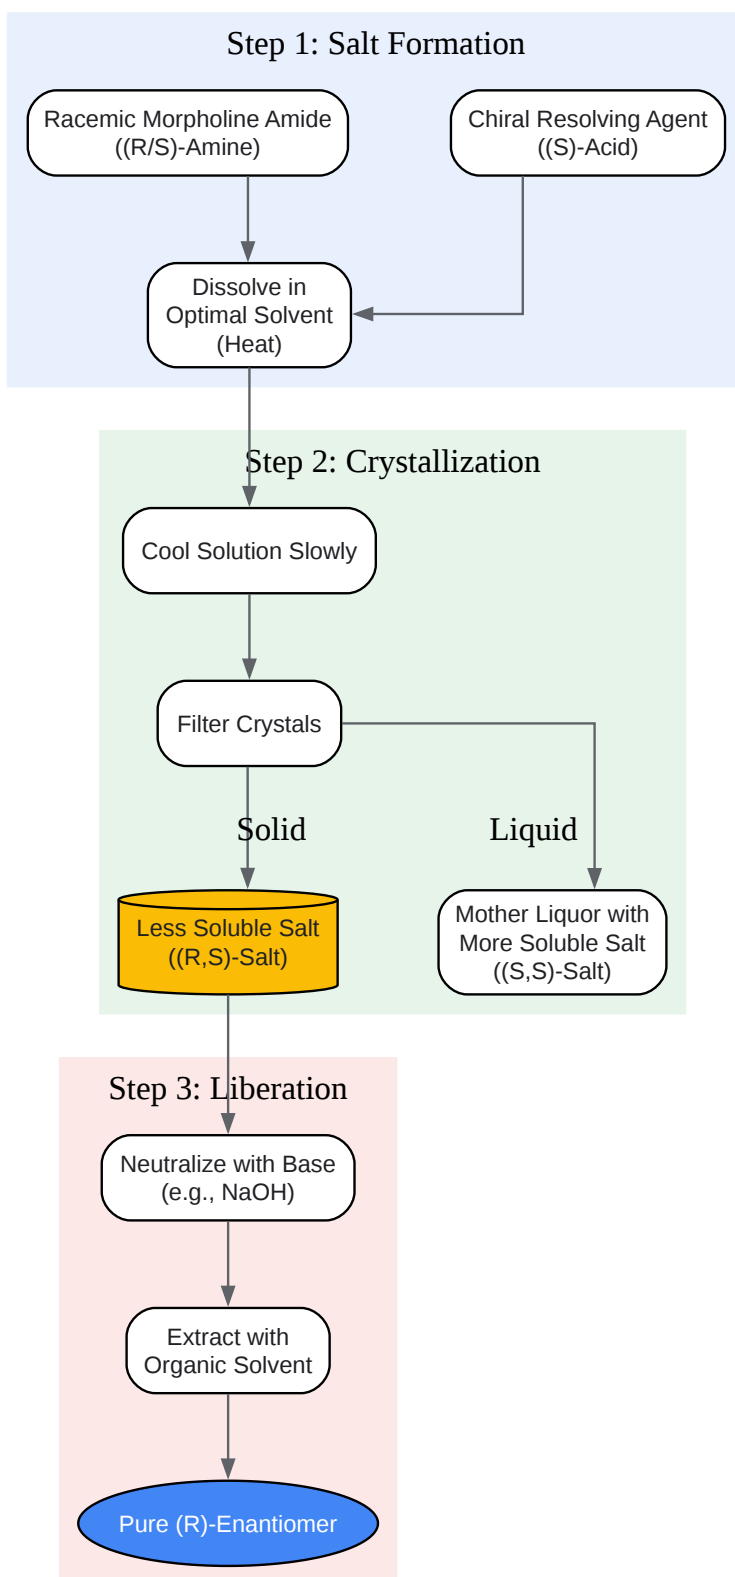 Step 1: Salt Formation
Racemic Morpholine Amide
((R/S)-Amine)
Chiral Resolving Agent
((S)-Acid)
Dissolve in
Optimal Solvent
(Heat)
Step 2: Crystallization
Cool Solution Slowly
Filter Crystals
Solid
Liquid
Less Soluble Salt
((R,S)-Salt)
Mother Liquor with
More Soluble Salt
((S,S)-Salt)
Step 3: Liberation
Neutralize with Base
(e.g., NaOH)
Extract with
Organic Solvent
Pure (R)-Enantiomer